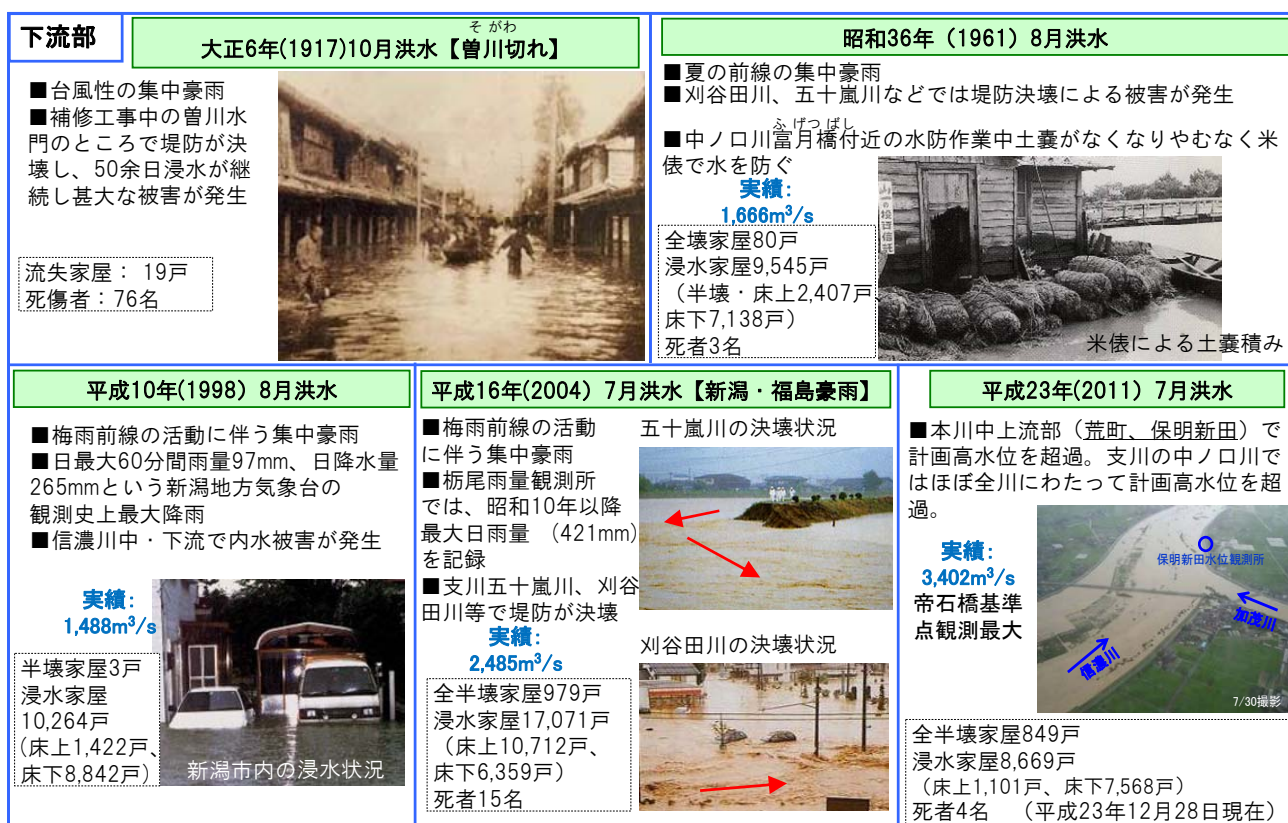 下流部
そがわ
大正6年(1917)10月洪水【曽川切れ】
■台風性の集中豪雨
■補修工事中の曽川水
門のところで堤防が決
壊し、50余日浸水が継
続し甚大な被害が発生
流失家屋： 19戸
死傷者：76名
昭和36年（1961）8月洪水
■夏の前線の集中豪雨
■刈谷田川、五十嵐川などでは堤防決壊による被害が発生
ふげつばし
■中ノ口川富月橋付近の水防作業中土嚢がなくなりやむなく米
俵で水を防ぐ
実績：
1,666m³/s
全壊家屋80戸
浸水家屋9,545戸
（半壊・床上2,407戸、
床下7,138戸）
死者3名
山一の投資信託
米俵による土嚢積み
平成10年(1998）8月洪水
■梅雨前線の活動に伴う集中豪雨
■日最大60分間雨量97mm、日降水量
265mmという新潟地方気象台の
観測史上最大降雨
■信濃川中・下流で内水被害が発生
実績：
1,488m³/s
半壊家屋3戸
浸水家屋
10,264戸
(床上1,422戸、
床下8,842戸)
新潟市内の浸水状況
平成16年(2004）7月洪水【新潟・福島豪雨】
■梅雨前線の活動
に伴う集中豪雨
■栃尾雨量観測所
では、昭和10年以降
最大日雨量 （421mm)
を記録
■支川五十嵐川、刈谷
田川等で堤防が決壊
実績：
2,485m³/s
全半壊家屋979戸
浸水家屋17,071戸
（床上10,712戸、
床下6,359戸）
死者15名
五十嵐川の決壊状況
刈谷田川の決壊状況
平成23年(2011）7月洪水
■本川中上流部（荒町、保明新田）で
計画高水位を超過。支川の中ノ口川で
はほぼ全川にわたって計画高水位を超
過。
実績：
3,402m³/s
帝石橋基準
点観測最大
保明新田水位観測所
加茂川
信濃川
7/30撮影
全半壊家屋849戸
浸水家屋8,669戸
（床上1,101戸、床下7,568戸）
死者4名 （平成23年12月28日現在）